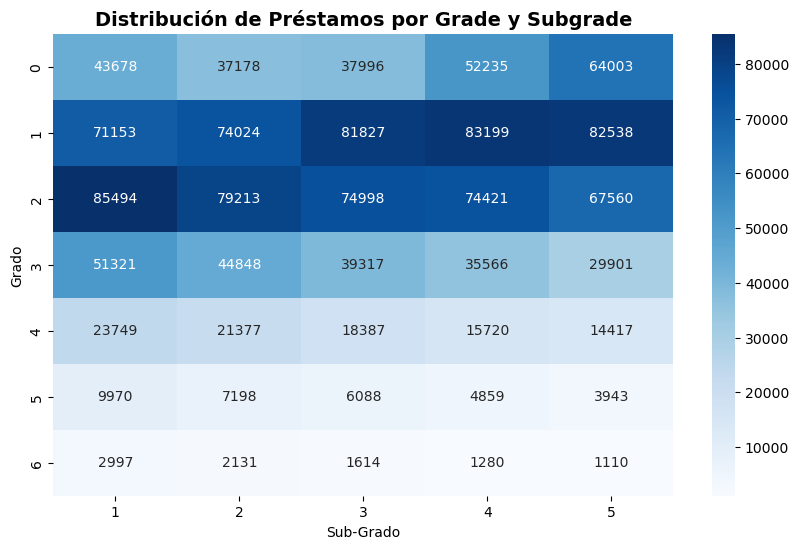 Distribución de Préstamos por Grade y Subgrade
Grado
0 43678 37178 37996 52235 64003
1 71153 74024 81827 83199 82538
2 85494 79213 74998 74421 67560
3 51321 44848 39317 35566 29901
4 23749 21377 18387 15720 14417
5 9970 7198 6088 4859 3943
6 2997 2131 1614 1280 1110
1 2 3 4 5
Sub-Grado
80000
70000
60000
50000
40000
30000
20000
10000